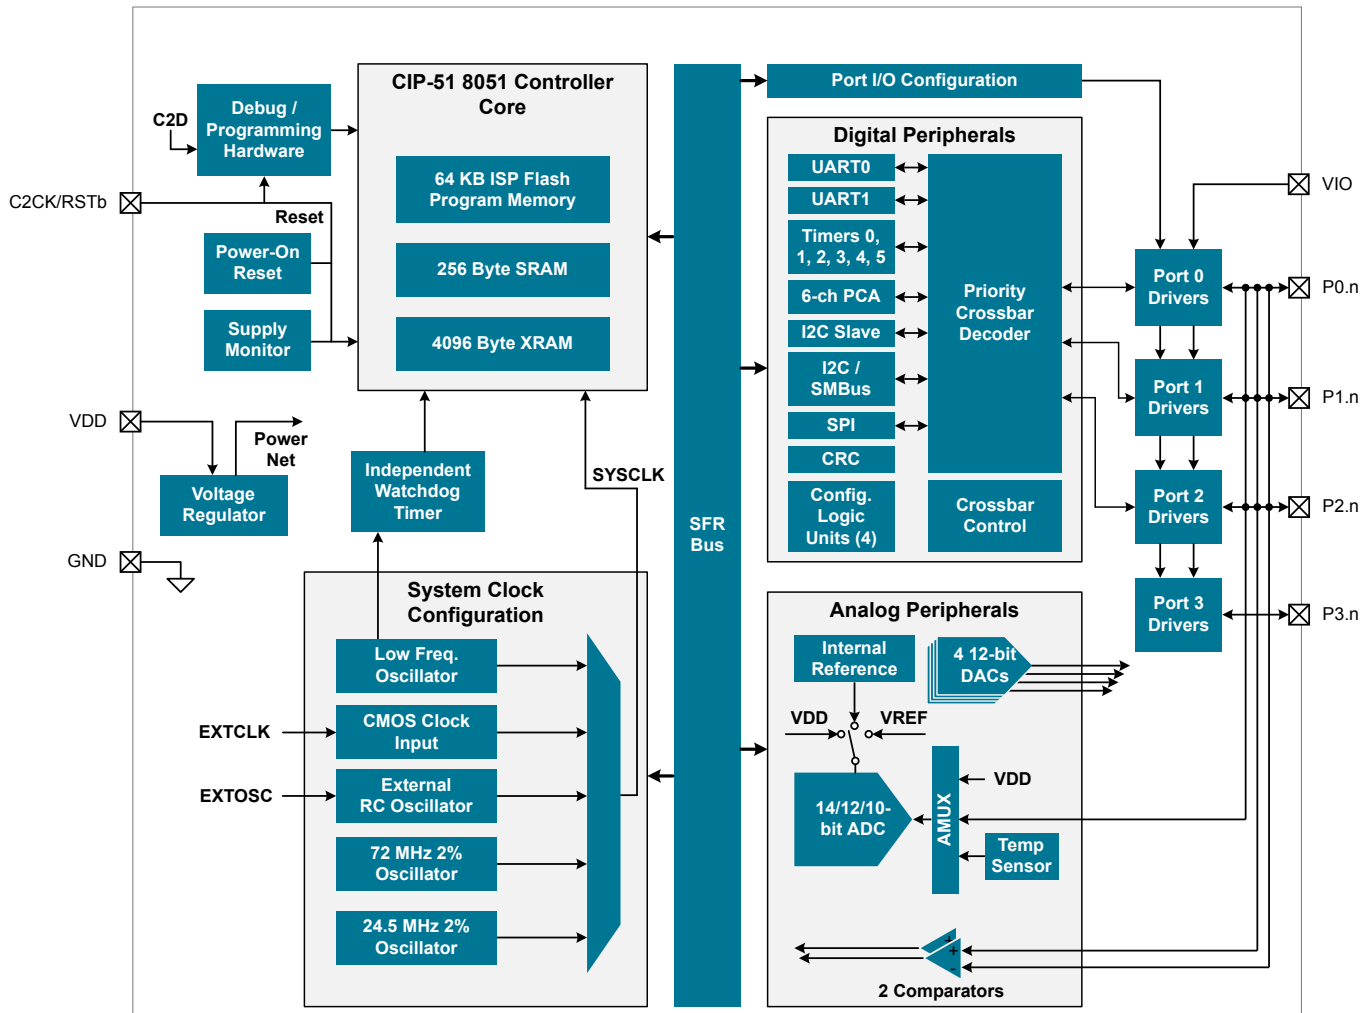 CIP-51 8051 Controller
Core
64 KB ISP Flash
Program Memory
256 Byte SRAM
4096 Byte XRAM
C2D
Debug /
Programming
Hardware
C2CK/RSTb
Reset
Power-On
Reset
Supply
Monitor
VDD
Power
Net
Voltage
Regulator
GND
Independent
Watchdog
Timer
SYSCLK
System Clock
Configuration
Low Freq.
Oscillator
EXTCLK
CMOS Clock
Input
EXTOSC
External
RC Oscillator
72 MHz 2%
Oscillator
24.5 MHz 2%
Oscillator
SFR
Bus
Port I/O Configuration
Digital Peripherals
UART0
UART1
Timers 0,
1, 2, 3, 4, 5
6-ch PCA
I2C Slave
I2C /
SMBus
SPI
CRC
Config.
Logic
Units (4)
Priority
Crossbar
Decoder
Crossbar
Control
Analog Peripherals
Internal
Reference
4 12-bit
DACs
VDD
VREF
14/12/10-
bit ADC
AMUX
VDD
Temp
Sensor
+
+
-
2 Comparators
Port 0
Drivers
Port 1
Drivers
Port 2
Drivers
Port 3
Drivers
VIO
P0.n
P1.n
P2.n
P3.n